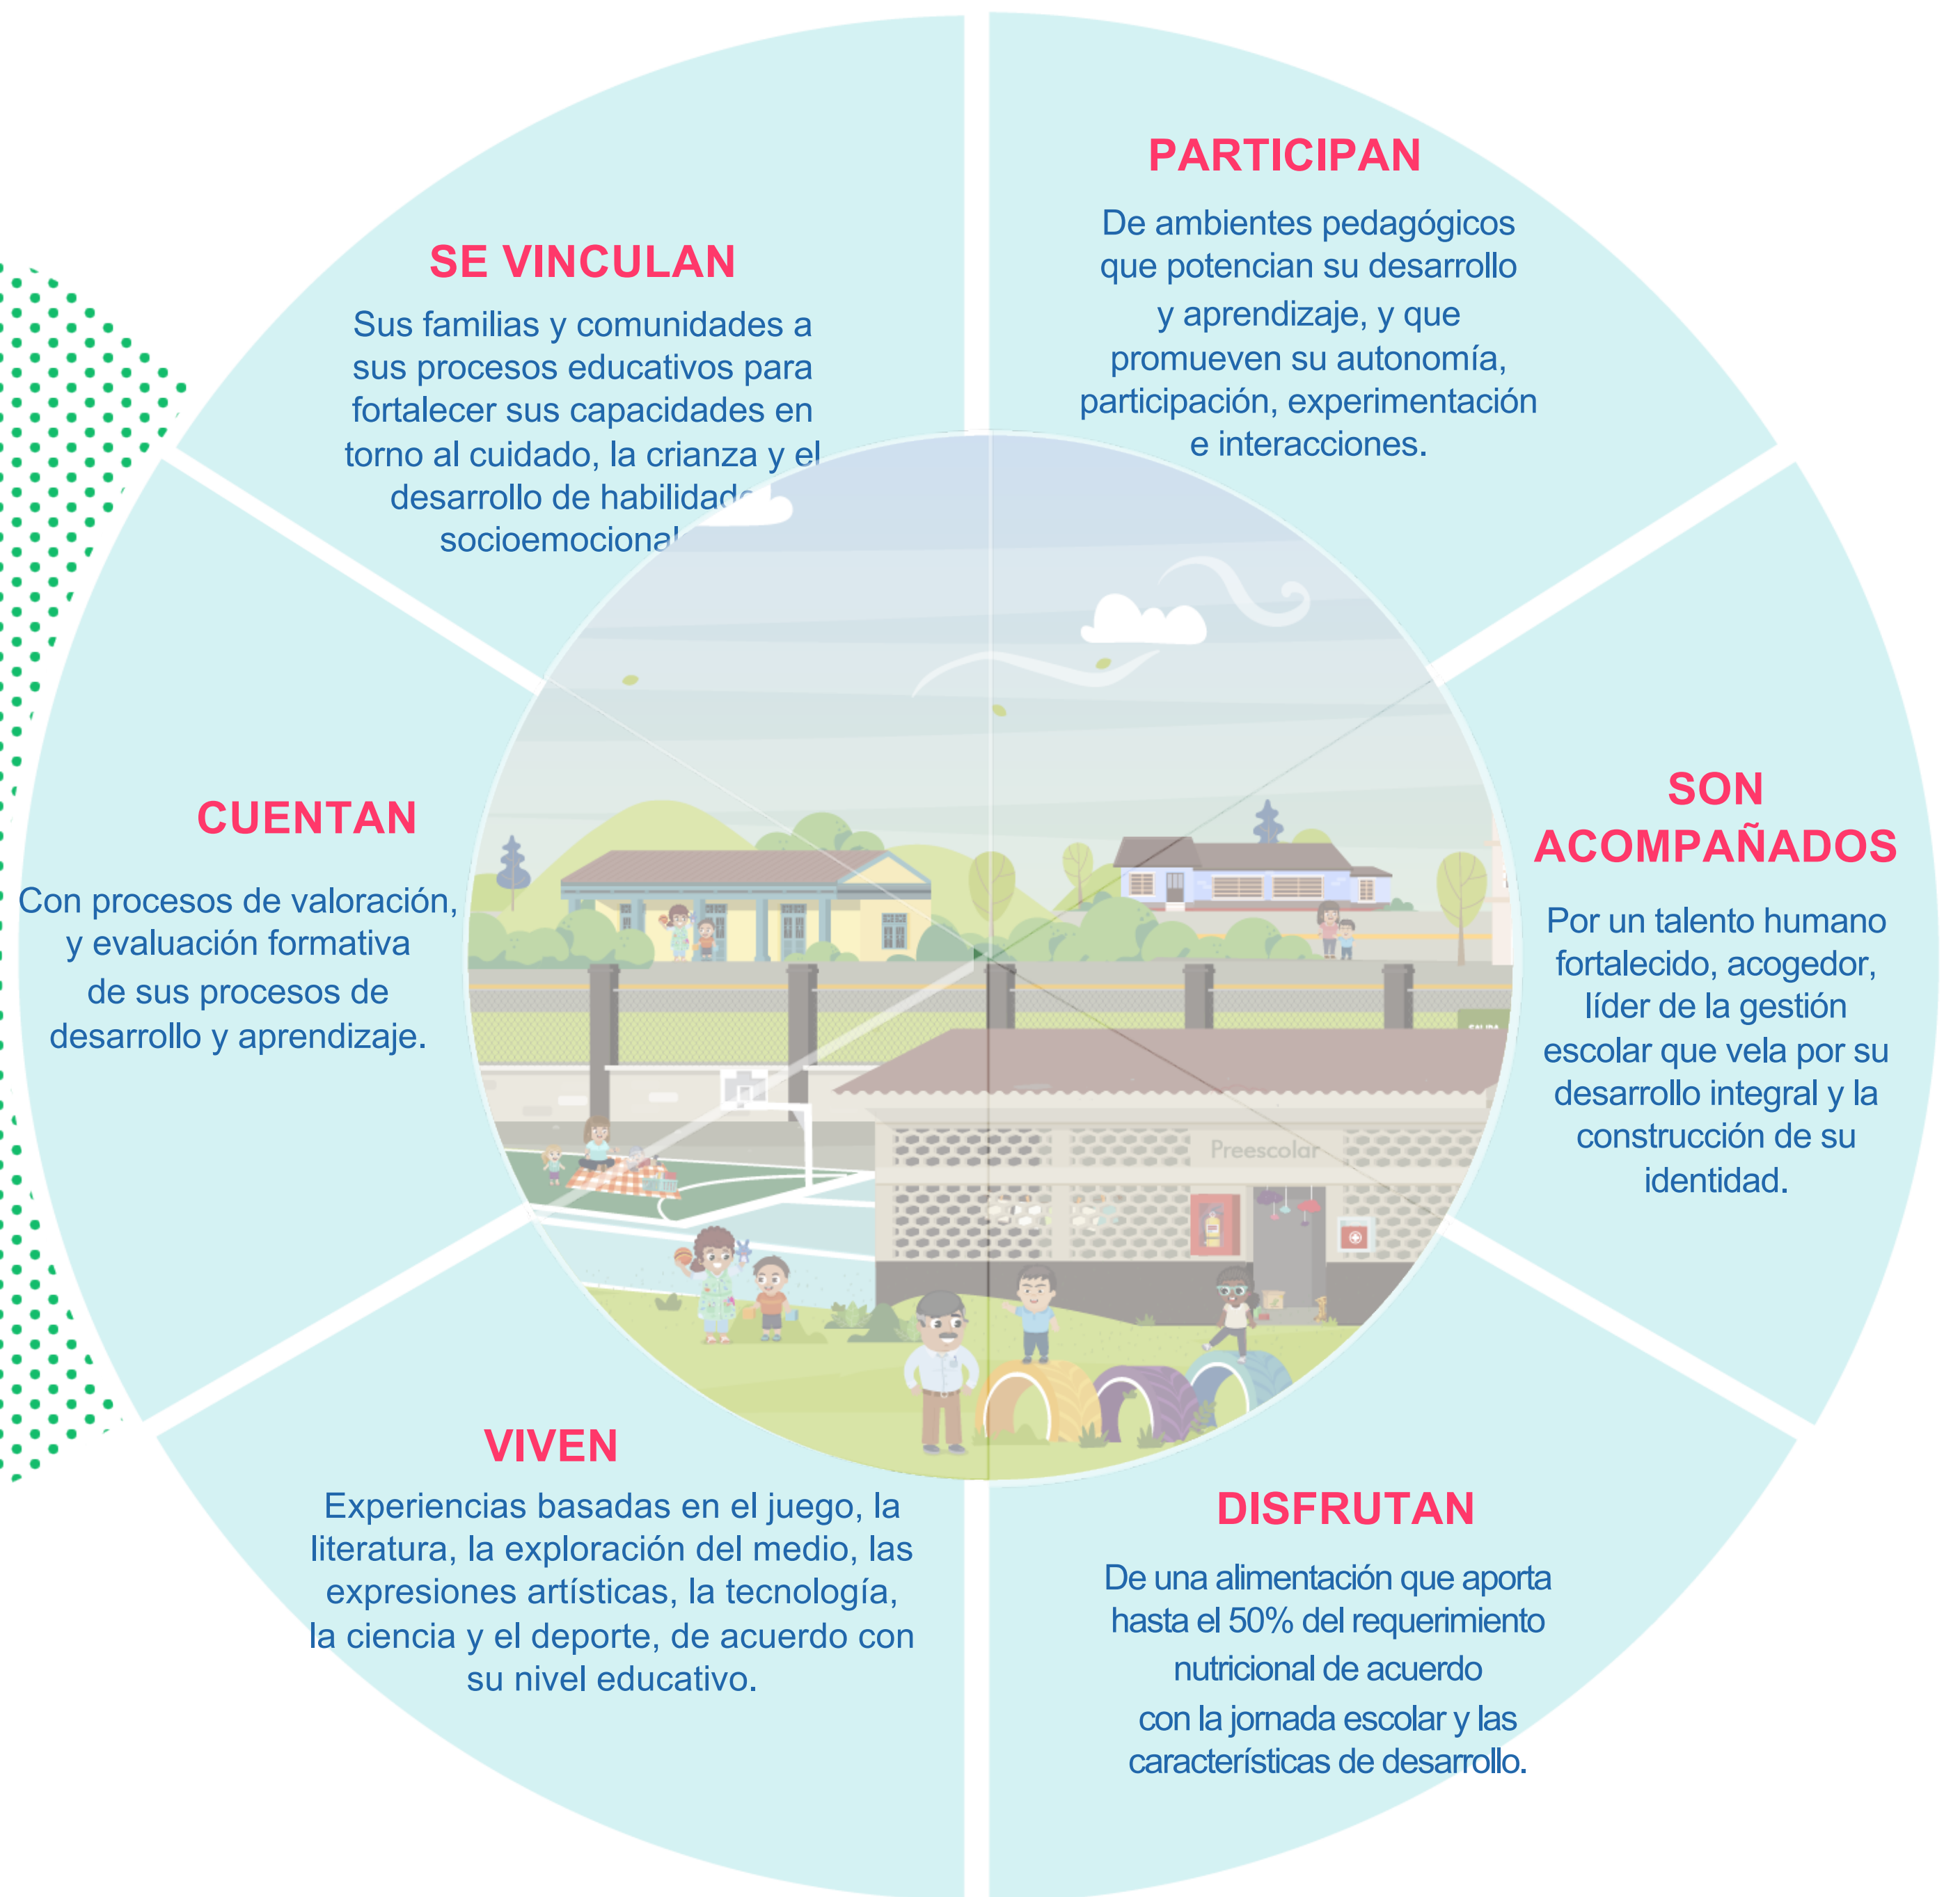 PARTICIPAN
De ambientes pedagógicos
que potencian su desarrollo
y aprendizaje, y que
promueven su autonomía,
participación, experimentación
e interacciones.
SE VINCULAN
Sus familias y comunidades a
sus procesos educativos para
fortalecer sus capacidades en
torno al cuidado, la crianza y el
desarrollo de
CUENTAN
Con procesos de valoración,
y evaluación formativa
de sus procesos de
desarrollo y aprendizaje.
SON
ACOMPAÑADOS
Por un talento humano
fortalecido, acogedor,
líder de la gestión
escolar que vela por su
desarrollo integral y la
construcción de su
identidad.
Preescolar
VIVEN
Experiencias basadas en el juego, la
literatura, la exploración del medio, las
expresiones artísticas, la tecnología,
la ciencia y el deporte, de acuerdo con
su nivel educativo.
DISFRUTAN
De una alimentación que aporta
hasta el 50% del requerimiento
nutricional de acuerdo
con la jornada escolar y las
características de desarrollo.